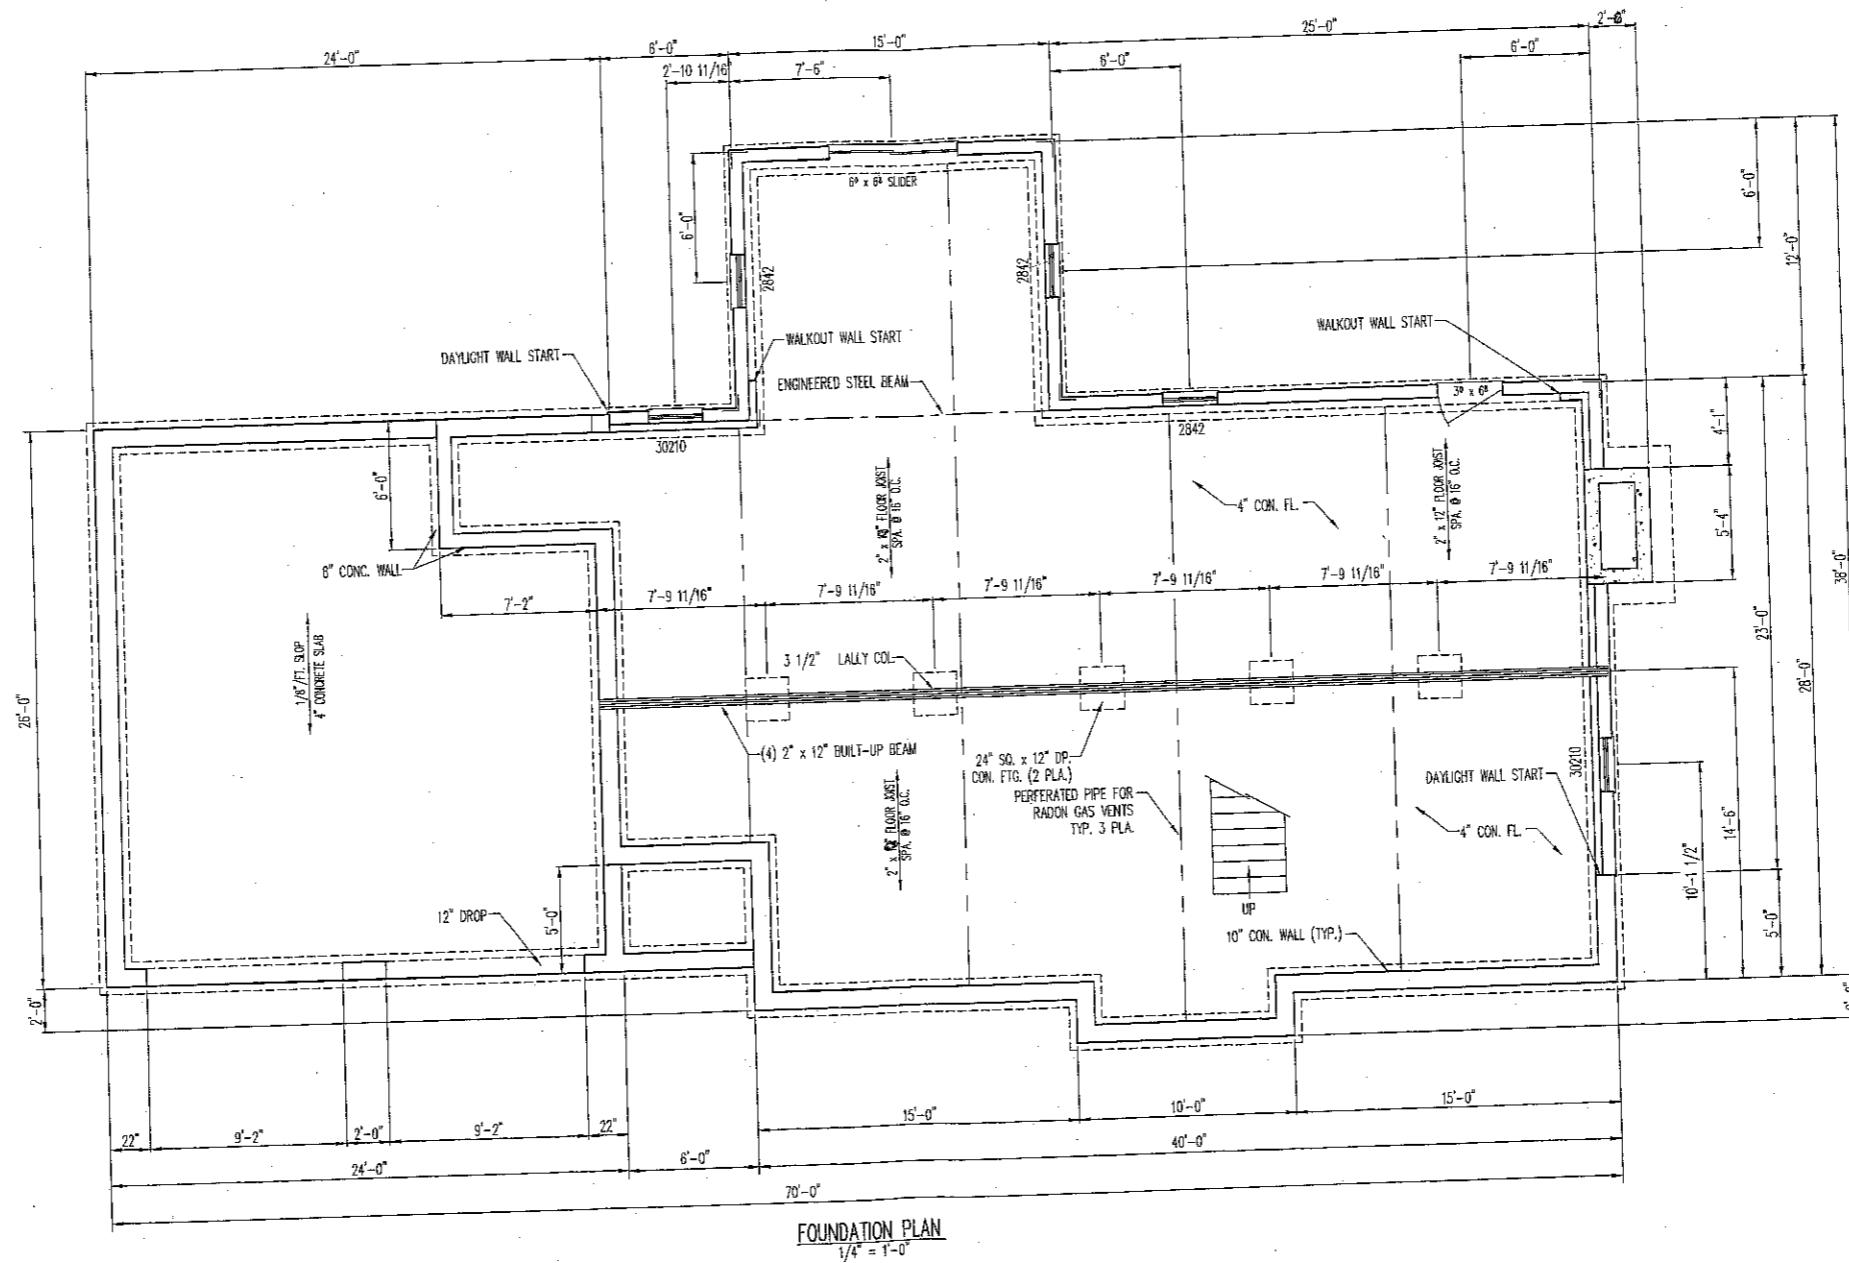 24'-0"
6'-0"
15'-0"
25'-0"
2'-10 11/16"
7'-6"
6'-0"
6'-0"
6° x 6⁸ SLIDER
6'-0"
2842
2842
6'-0"
12'-0"
DAYLIGHT WALL START
WALKOUT WALL START
ENGINEERED STEEL BEAM
WALKOUT WALL START
3° x 6⁸
30210
2842
4'-1"
6'-0"
SPA. @ 16" O.C.
4" CON. FL.
2" x 12" FLOOR JOIST
SPA. @ 16" O.C.
5'-4"
38'-0"
CONC. WALL
7'-2"
7'-9 11/16"
7'-9 11/16"
7'-9 11/16"
7'-9 11/16"
7'-9 11/16"
7'-9 11/16"
23'-0"
28'-0"
1/8"/FT. SLOP
4" CONCRETE SLAB
3 1/2" LALLY COL.
26'-0"
(4) 2" x 12" BUILT-UP BEAM
24" SQ. x 12" DP.
CON. FTG. (2 PLA.)
PERFERATED PIPE FOR
RADON GAS VENTS
TYP. 3 PLA.
30210
DAYLIGHT WALL START
4" CON. FL.
14'-6"
10'-1 1/2"
SPA. @ 16" O.C.
UP
12" DROP
5'-0"
10" CON. WALL (TYP.)
5'-0"
2'-0"
22"
9'-2"
2'-0"
9'-2"
22"
15'-0"
10'-0"
15'-0"
24'-0"
6'-0"
40'-0"
70'-0"
FOUNDATION PLAN
1/4" = 1'-0"